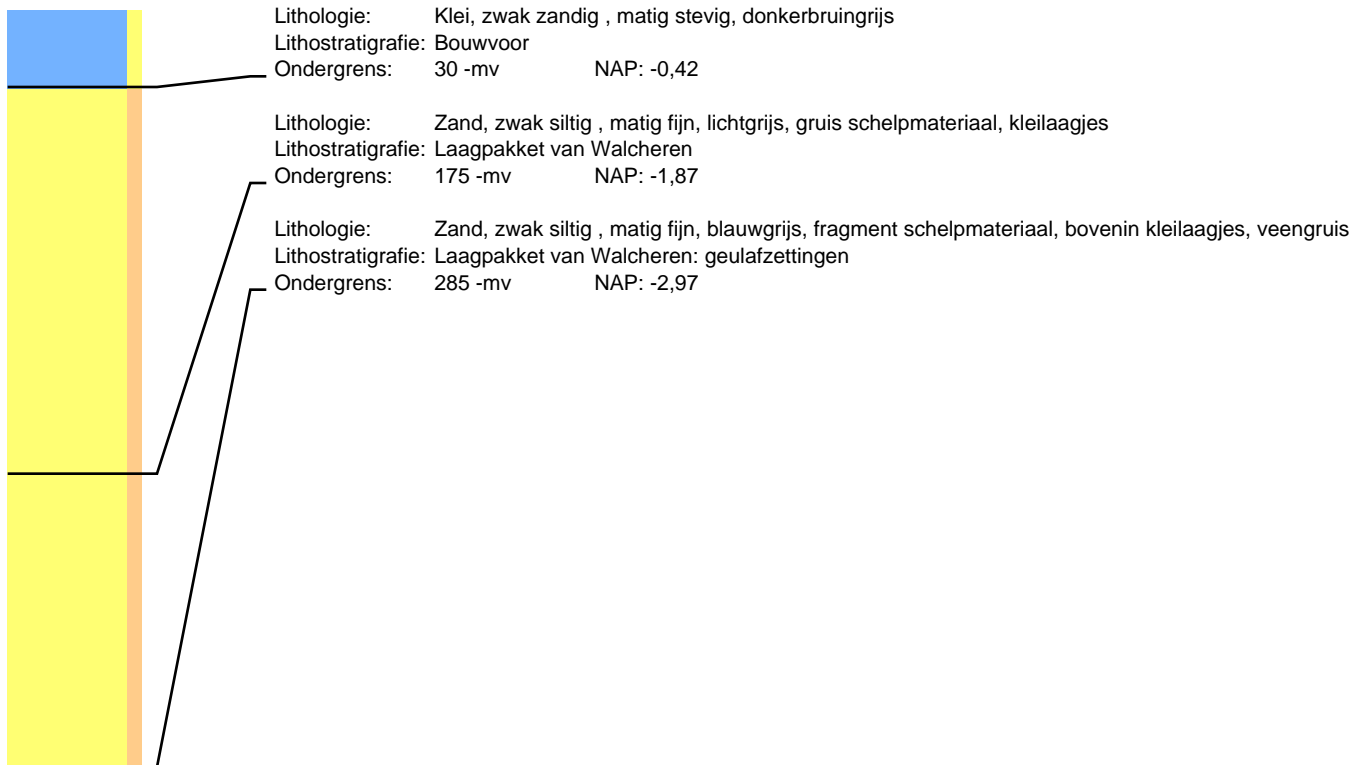 Lithologie: Klei, zwak zandig , matig stevig, donkerbruingrijs
Lithostratigrafie: Bouwvoor
Ondergrens: 30 -mv NAP: -0,42
Lithologie: Zand, zwak siltig , matig fijn, lichtgrijs, gruis schelpmateriaal, kleilaagjes
Lithostratigrafie: Laagpakket van Walcheren
Ondergrens: 175 -mv NAP: -1,87
Lithologie: Zand, zwak siltig , matig fijn, blauwgrijs, fragment schelpmateriaal, bovenin kleilaagjes, veengruis
Lithostratigrafie: Laagpakket van Walcheren: geulafzettingen
Ondergrens: 285 -mv NAP: -2,97